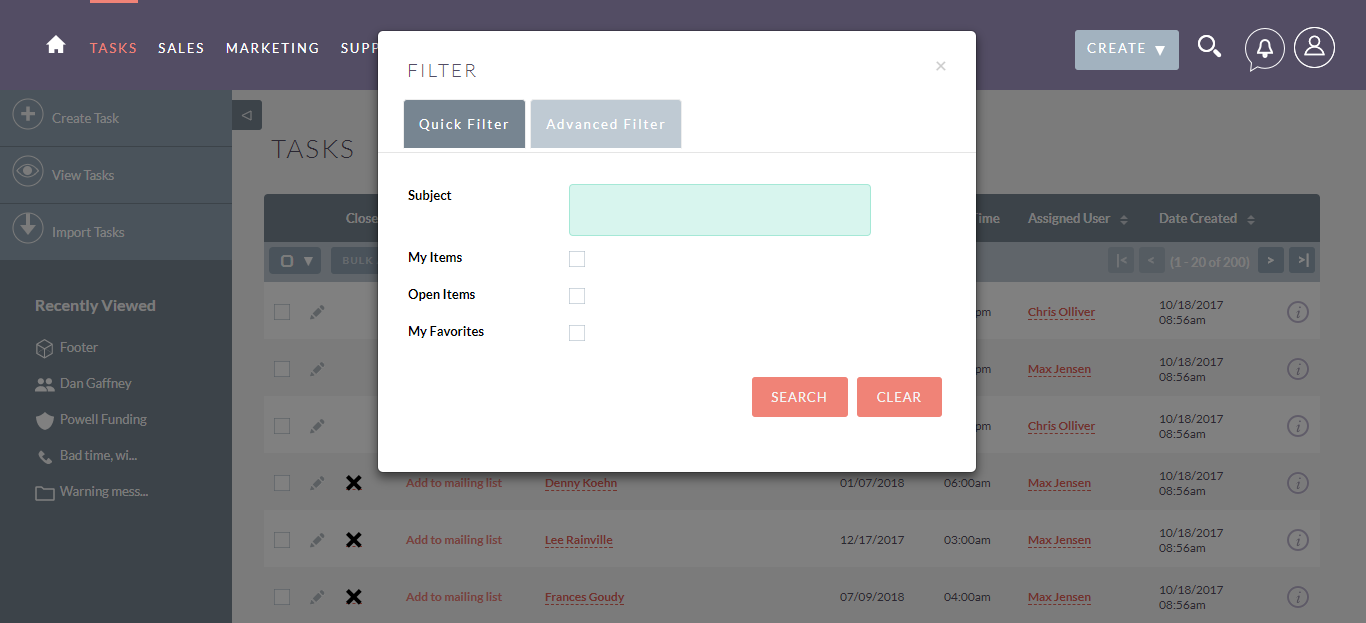 TASKS SALES MARKETING SUPP CREATE ▼
FILTER ×
Quick Filter Advanced Filter
Create Task
TASKS
View Tasks
Subject
Import Tasks
Close Time Assigned User Date Created
My Items
BULK (1 - 20 of 200)
Open Items
Recently Viewed
My Favorites
pm Chris Olliver 10/18/2017
08:56am
Footer
Dan Gaffney
pm Max Jensen 10/18/2017
08:56am
SEARCH CLEAR
Powell Funding
pm Chris Olliver 10/18/2017
08:56am
Bad time, wi...
Warning mess...
Add to mailing list Denny Koehn 01/07/2018 06:00am Max Jensen 10/18/2017
08:56am
Add to mailing list Lee Rainville 12/17/2017 03:00am Max Jensen 10/18/2017
08:56am
Add to mailing list Frances Goudy 07/09/2018 04:00am Max Jensen 10/18/2017
08:56am